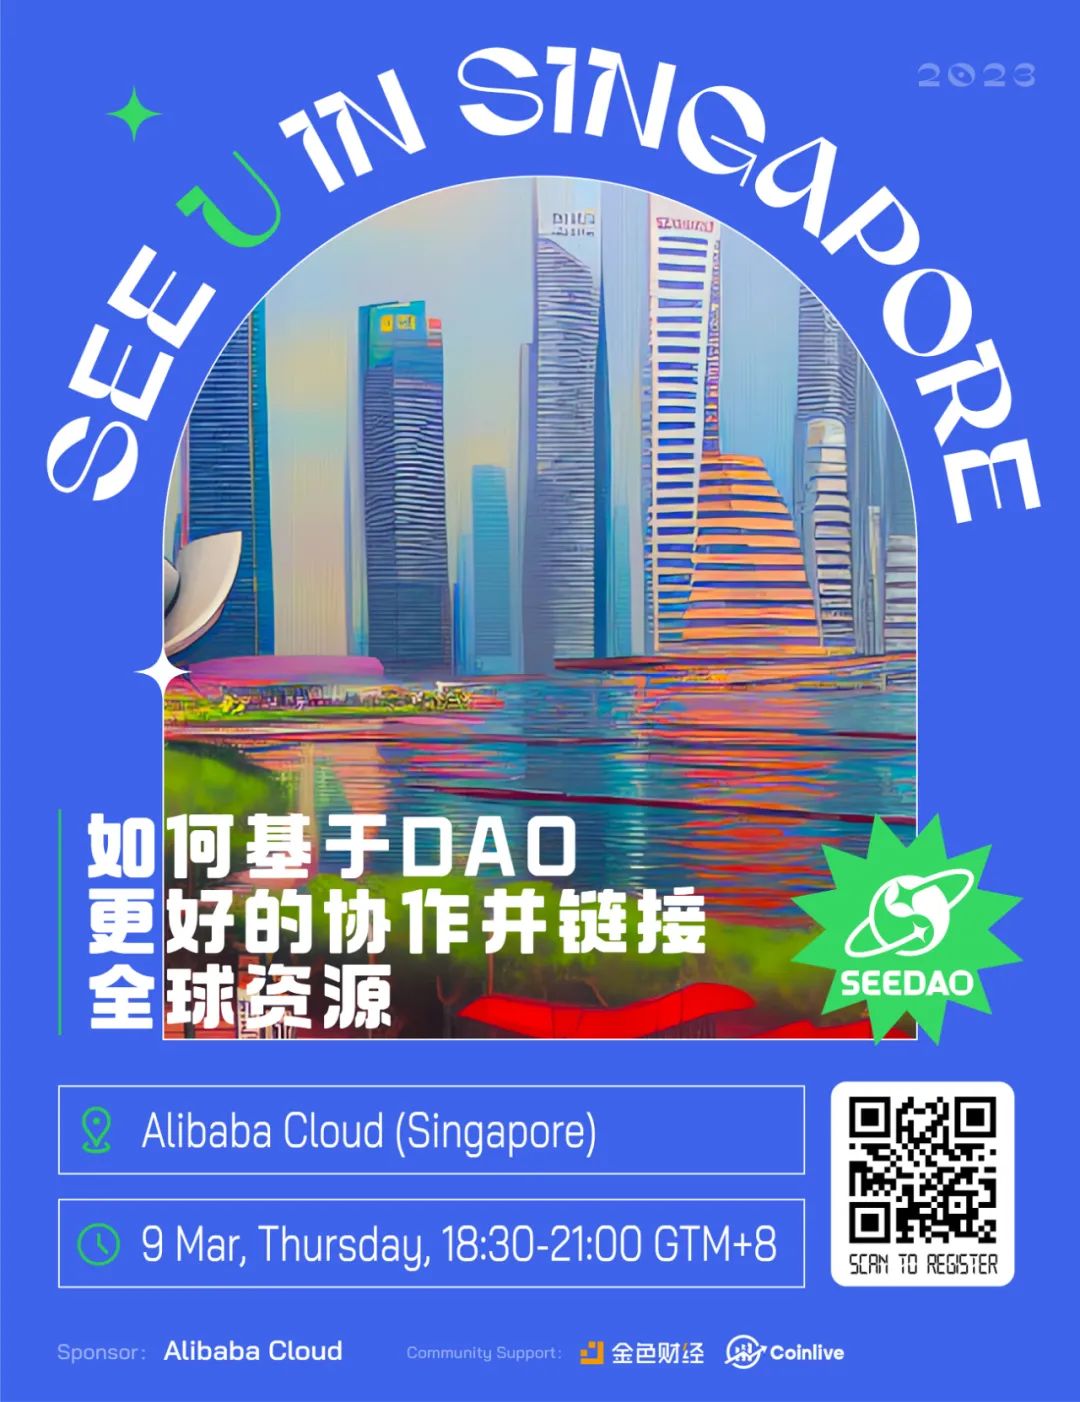 2023
SEE U IN SINGAPORE
如何基于DAO
更好的协作并链接
全球资源
SEEDAO
Alibaba Cloud (Singapore)
9 Mar, Thursday, 18:30-21:00 GTM+8
SCAN TO REGISTER
Sponsor: Alibaba Cloud
Community Support: 金色财经 Coinlive